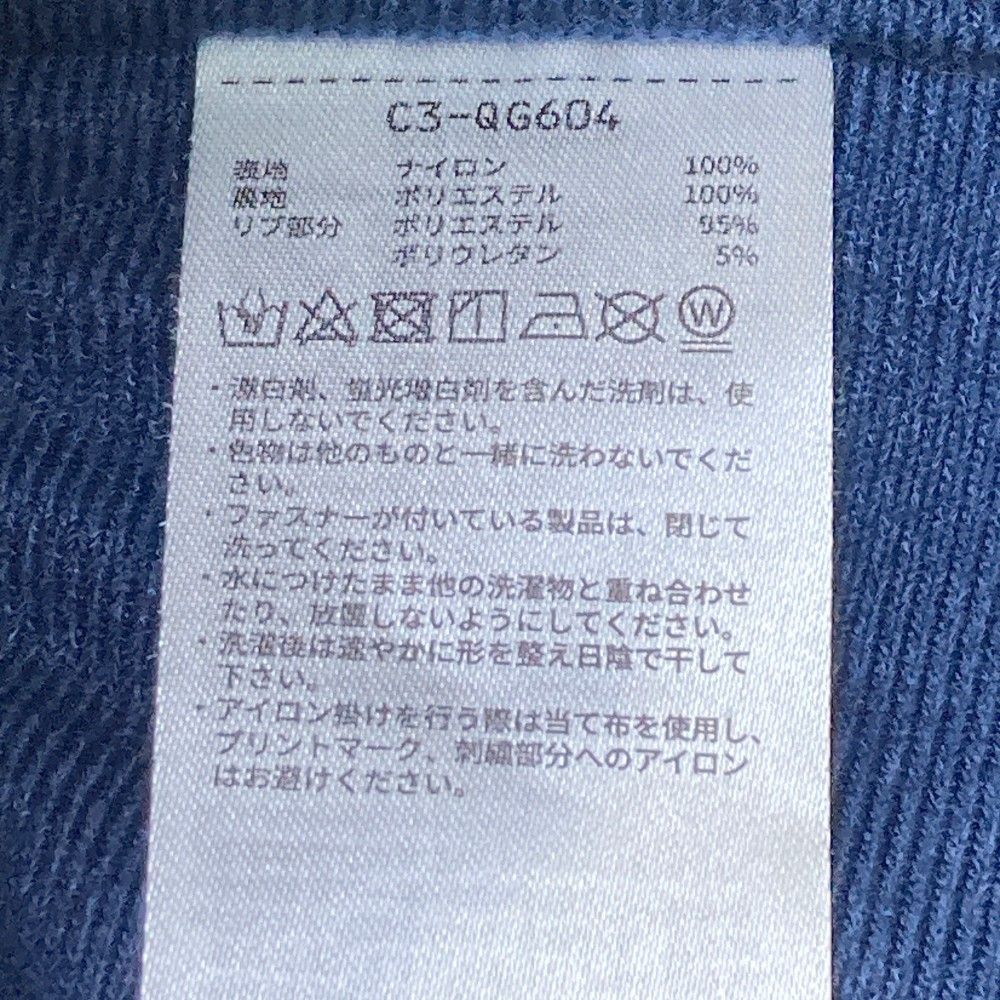 C3-QG604
表地 ナイロン 100%
裏地 ポリエステル 100%
リブ部分 ポリエステル 95%
ポリウレタン 5%
W
・漂白剤、蛍光増白剤を含んだ洗剤は、使
用しないでください。
・色物は他のものと一緒に洗わないでくだ
さい。
・ファスナーが付いている製品は、閉じて
洗ってください。
・水につけたまま他の洗濯物と重ね合わせ
たり、放置しないようにしてください。
・洗濯後は速やかに形を整え日陰で干して
下さい。
・アイロン掛けを行う際は当て布を使用し、
プリントマーク、刺繍部分へのアイロン
はお避けください。